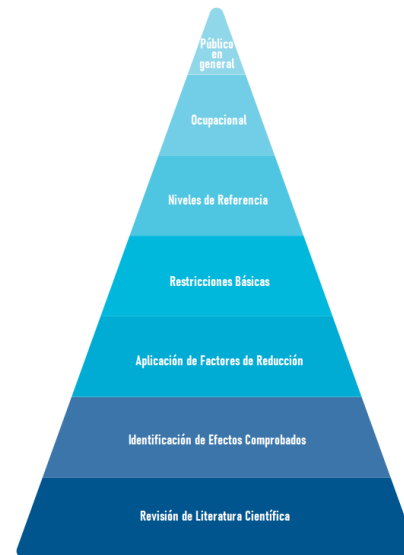 Público
en
general
Ocupacional
Niveles de Referencia
Restricciones Básicas
Aplicación de Factores de Reducción
Identificación de Efectos Comprobados
Revisión de Literatura Científica